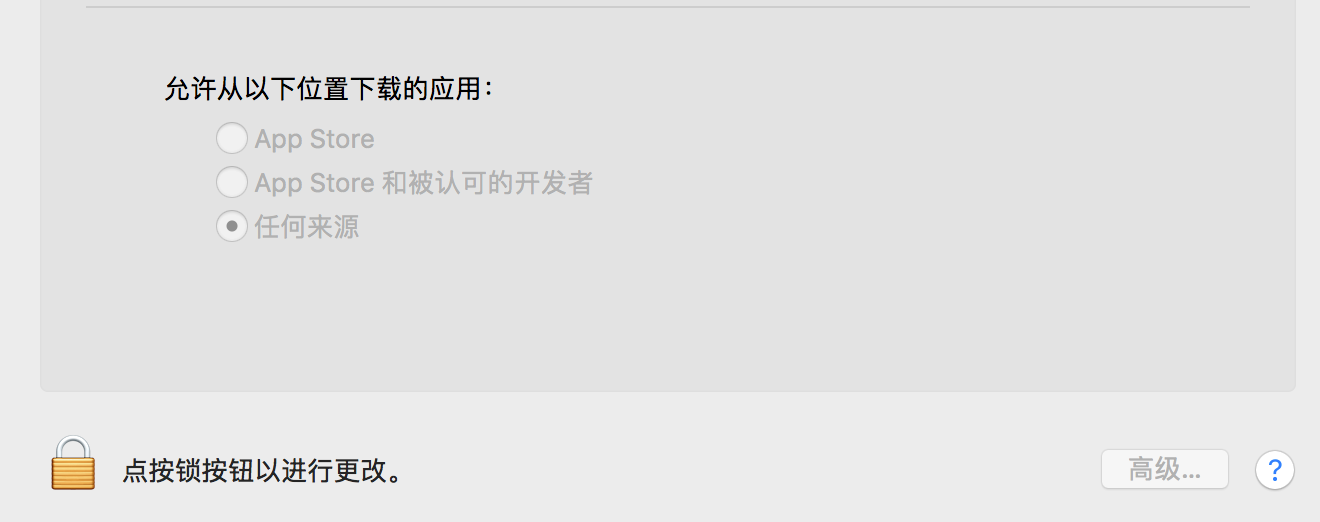 允许从以下位置下载的应用：
App Store
App Store 和被认可的开发者
任何来源
点按锁按钮以进行更改。
高级...
?